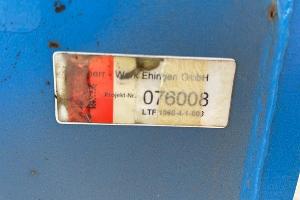 - Werk Ehingen GmbH
Projekt-Nr. 076008
LTF 1060-4.1-003